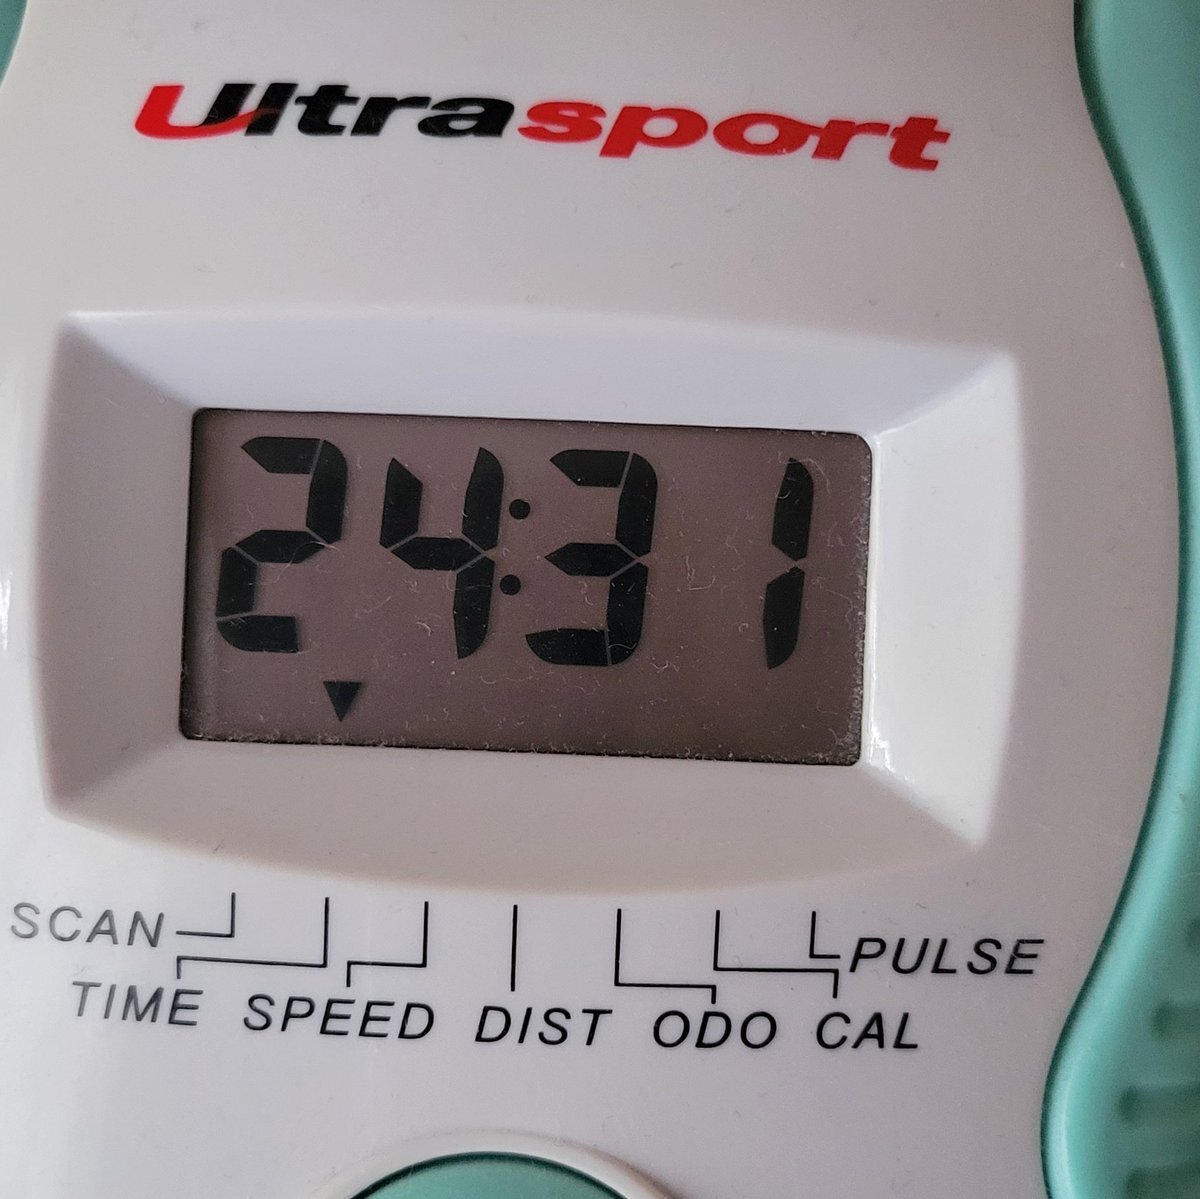 Ultrasport
24:31
SCAN PULSE
TIME SPEED DIST ODO CAL